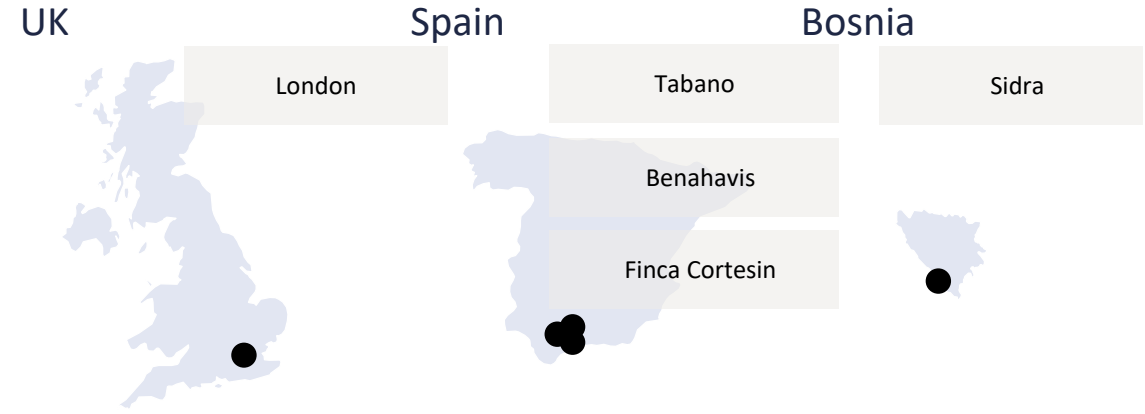 UK
London
Spain
Tabano
Benahavis
Finca Cortesin
Bosnia
Sidra